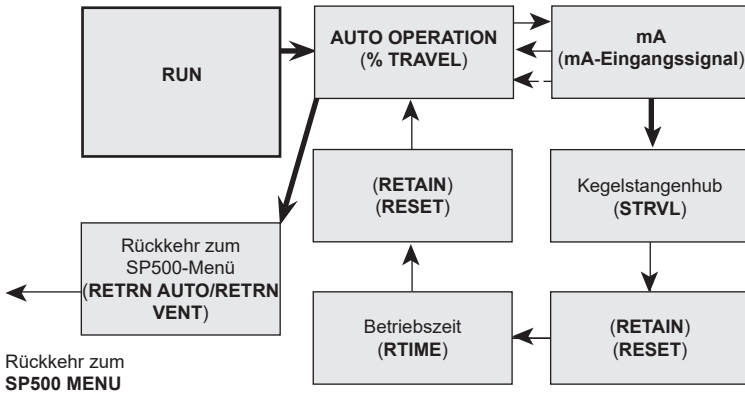 RUN
AUTO OPERATION
(% TRAVEL)
mA
(mA-Eingangssignal)
(RETAIN)
(RESET)
Kegelstangenhub
(STRVL)
Rückkehr zum
SP500-Menü
(RETRN AUTO/RETRN
VENT)
Betriebszeit
(RTIME)
(RETAIN)
(RESET)
Rückkehr zum
SP500 MENU